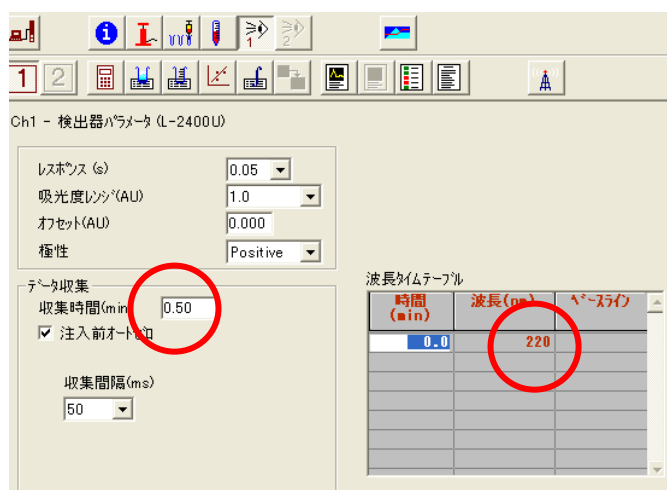 1 2
1 2
Ch1 - 検出器ﾊﾟﾗﾒｰﾀ (L-2400U)
ﾚｽﾎﾟﾝｽ (s) 0.05
吸光度ﾚﾝｼﾞ(AU) 1.0
ｵﾌｾｯﾄ(AU) 0.000
極性 Positive
ﾃﾞｰﾀ収集
収集時間(min 0.50
注入前ｵｰﾄｾﾞﾛ
収集間隔(ms)
50
波長ﾀｲﾑﾃｰﾌﾞﾙ
時間 波長(nm) ﾍﾞｰｽﾗｲﾝ
(min)
0.0 220